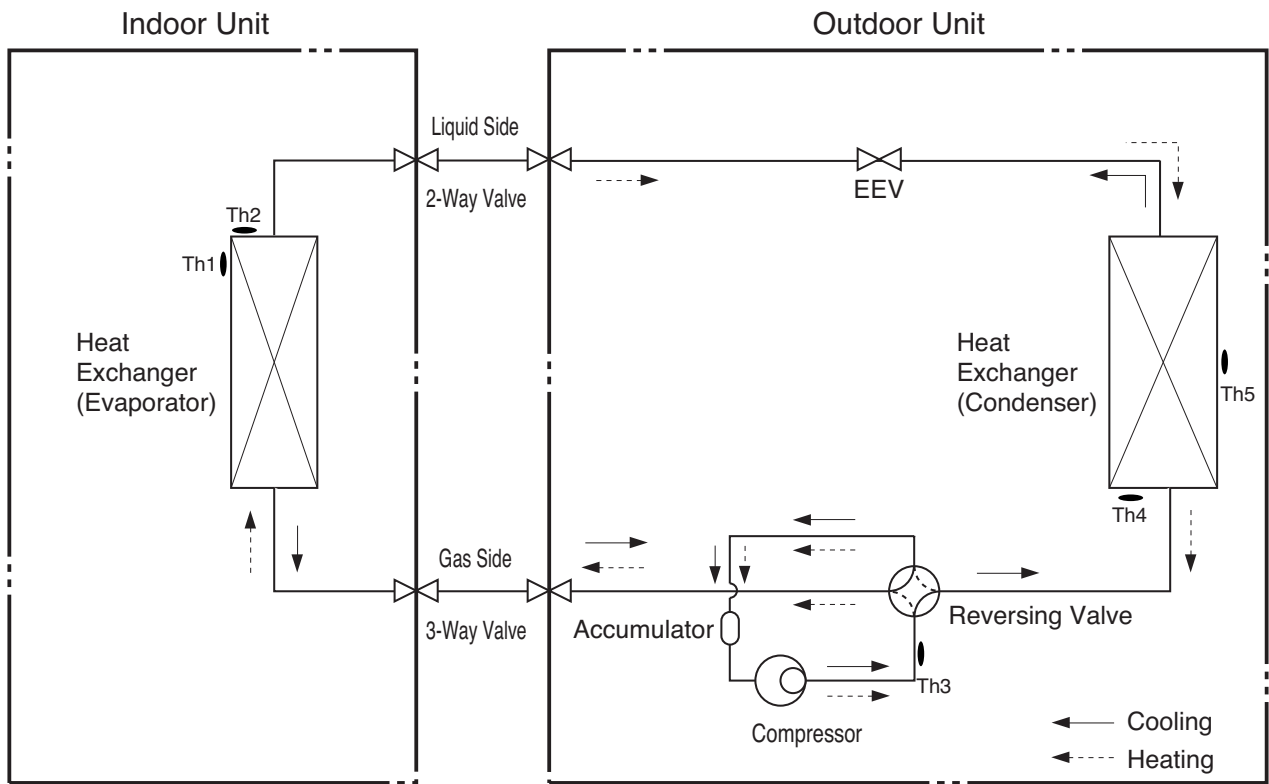 Indoor Unit
Outdoor Unit
Liquid Side
2-Way Valve
EEV
Th2
Th1
Heat
Exchanger
(Evaporator)
Heat
Exchanger
(Condenser)
Th5
Th4
Gas Side
3-Way Valve
Accumulator
Reversing Valve
Th3
Compressor
Cooling
Heating